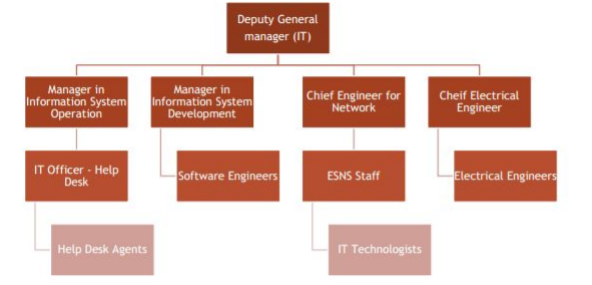 Deputy General
manager (IT)
Manager in
Information System
Operation
Manager in
Information System
Development
Chief Engineer for
Network
Cheif Electrical
Engineer
IT Officer - Help
Desk
Software Engineers
ESNS Staff
Electrical Engineers
Help Desk Agents
IT Technologists